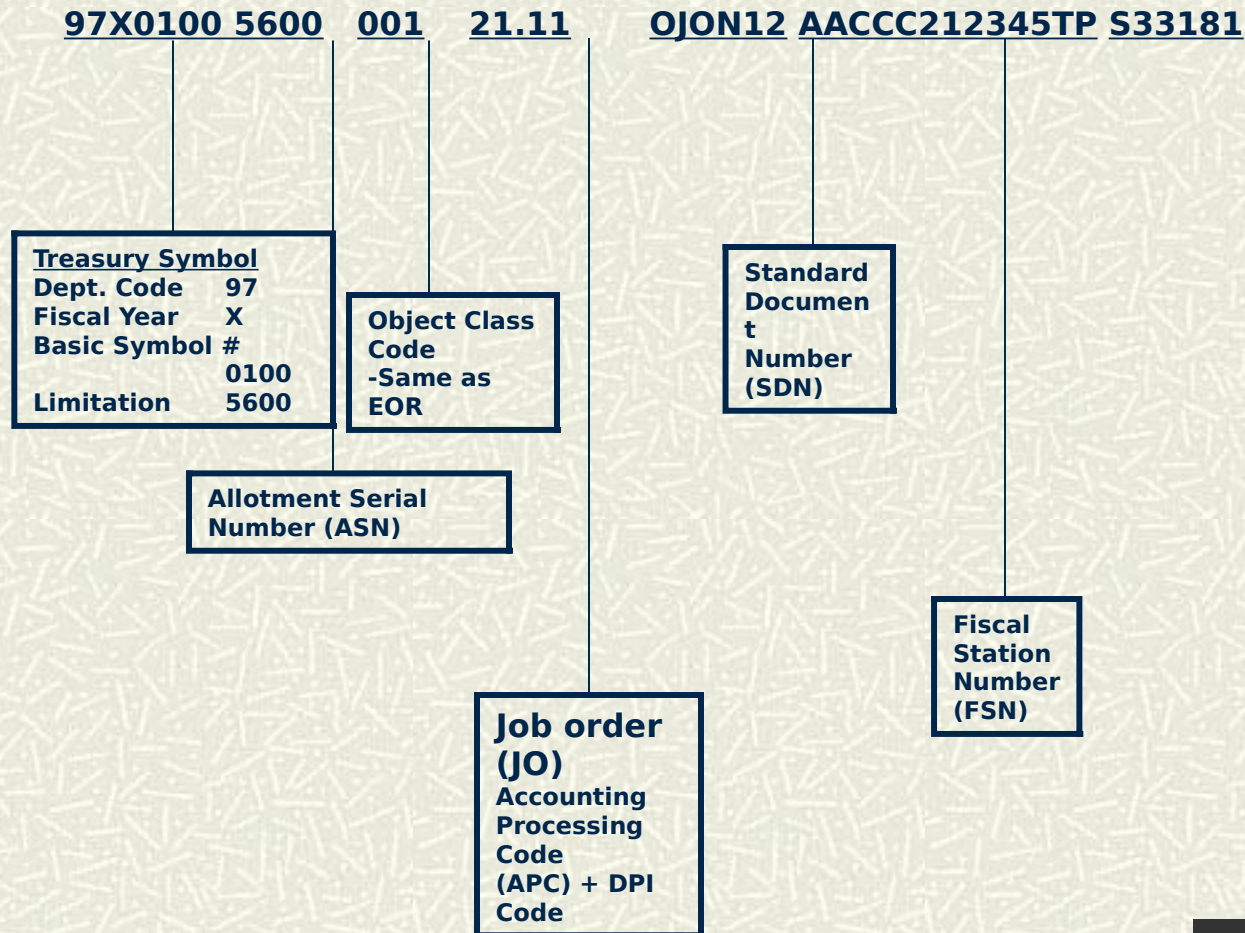 97X0100 5600 001 21.11 OJON12 AACCC212345TP S33181
Treasury Symbol
Dept. Code 97
Fiscal Year X
Basic Symbol #
0100
Limitation 5600
Object Class
Code
-Same as
EOR
Standard
Documen
t
Number
(SDN)
Allotment Serial
Number (ASN)
Fiscal
Station
Number
(FSN)
Job order
(JO)
Accounting
Processing
Code
(APC) + DPI
Code